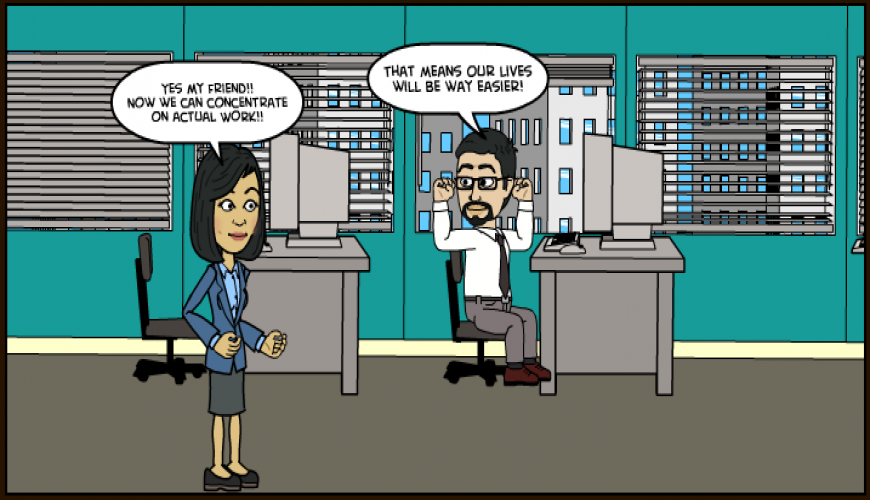 YES MY FRIEND!!
NOW WE CAN CONCENTRATE
ON ACTUAL WORK!!
THAT MEANS OUR LIVES
WILL BE WAY EASIER!